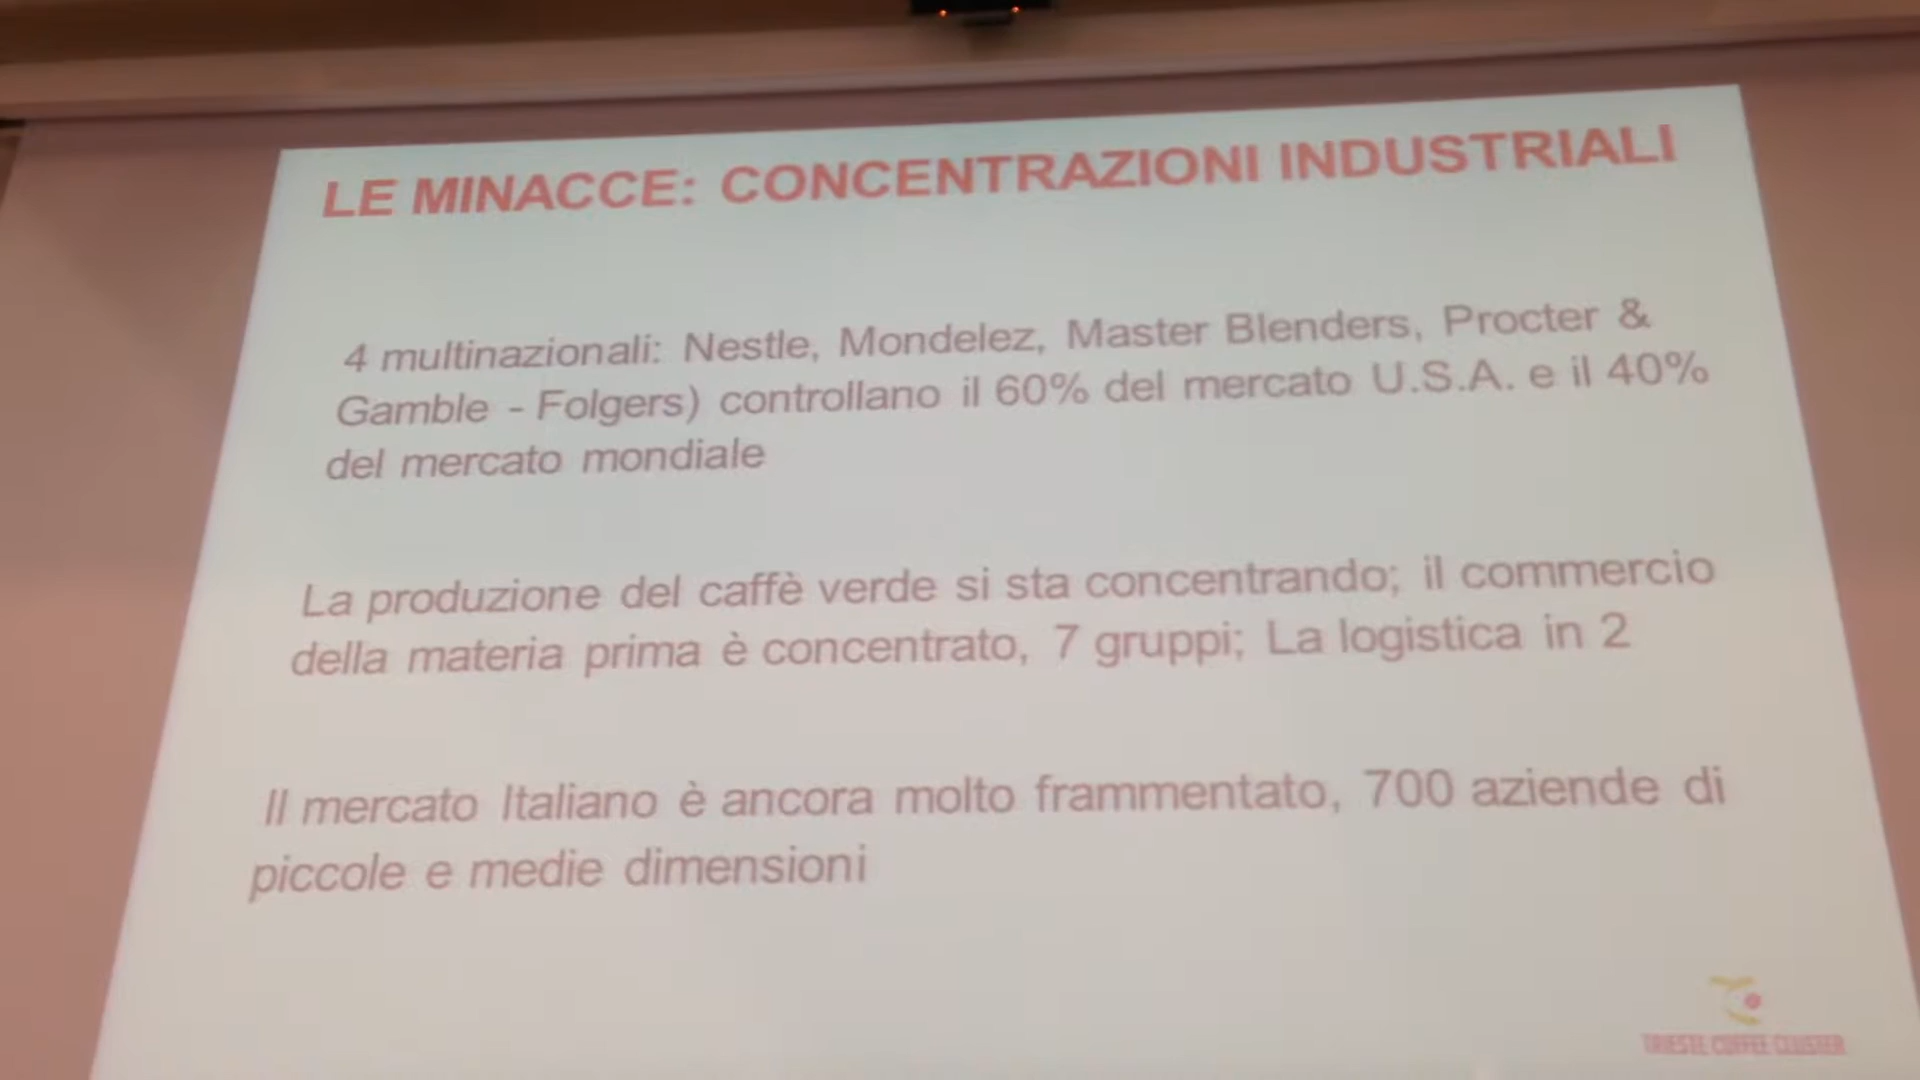 LE MINACCE: CONCENTRAZIONI INDUSTRIALI
4 multinazionali: Nestle, Mondelez, Master Blenders, Procter &
Gamble - Folgers) controllano il 60% del mercato U.S.A. e il 40%
del mercato mondiale
La produzione del caffè verde si sta concentrando; il commercio
della materia prima è concentrato, 7 gruppi; La logistica in 2
Il mercato Italiano è ancora molto frammentato, 700 aziende di
piccole e medie dimensioni
TRIESTE COFFEE CLUSTER